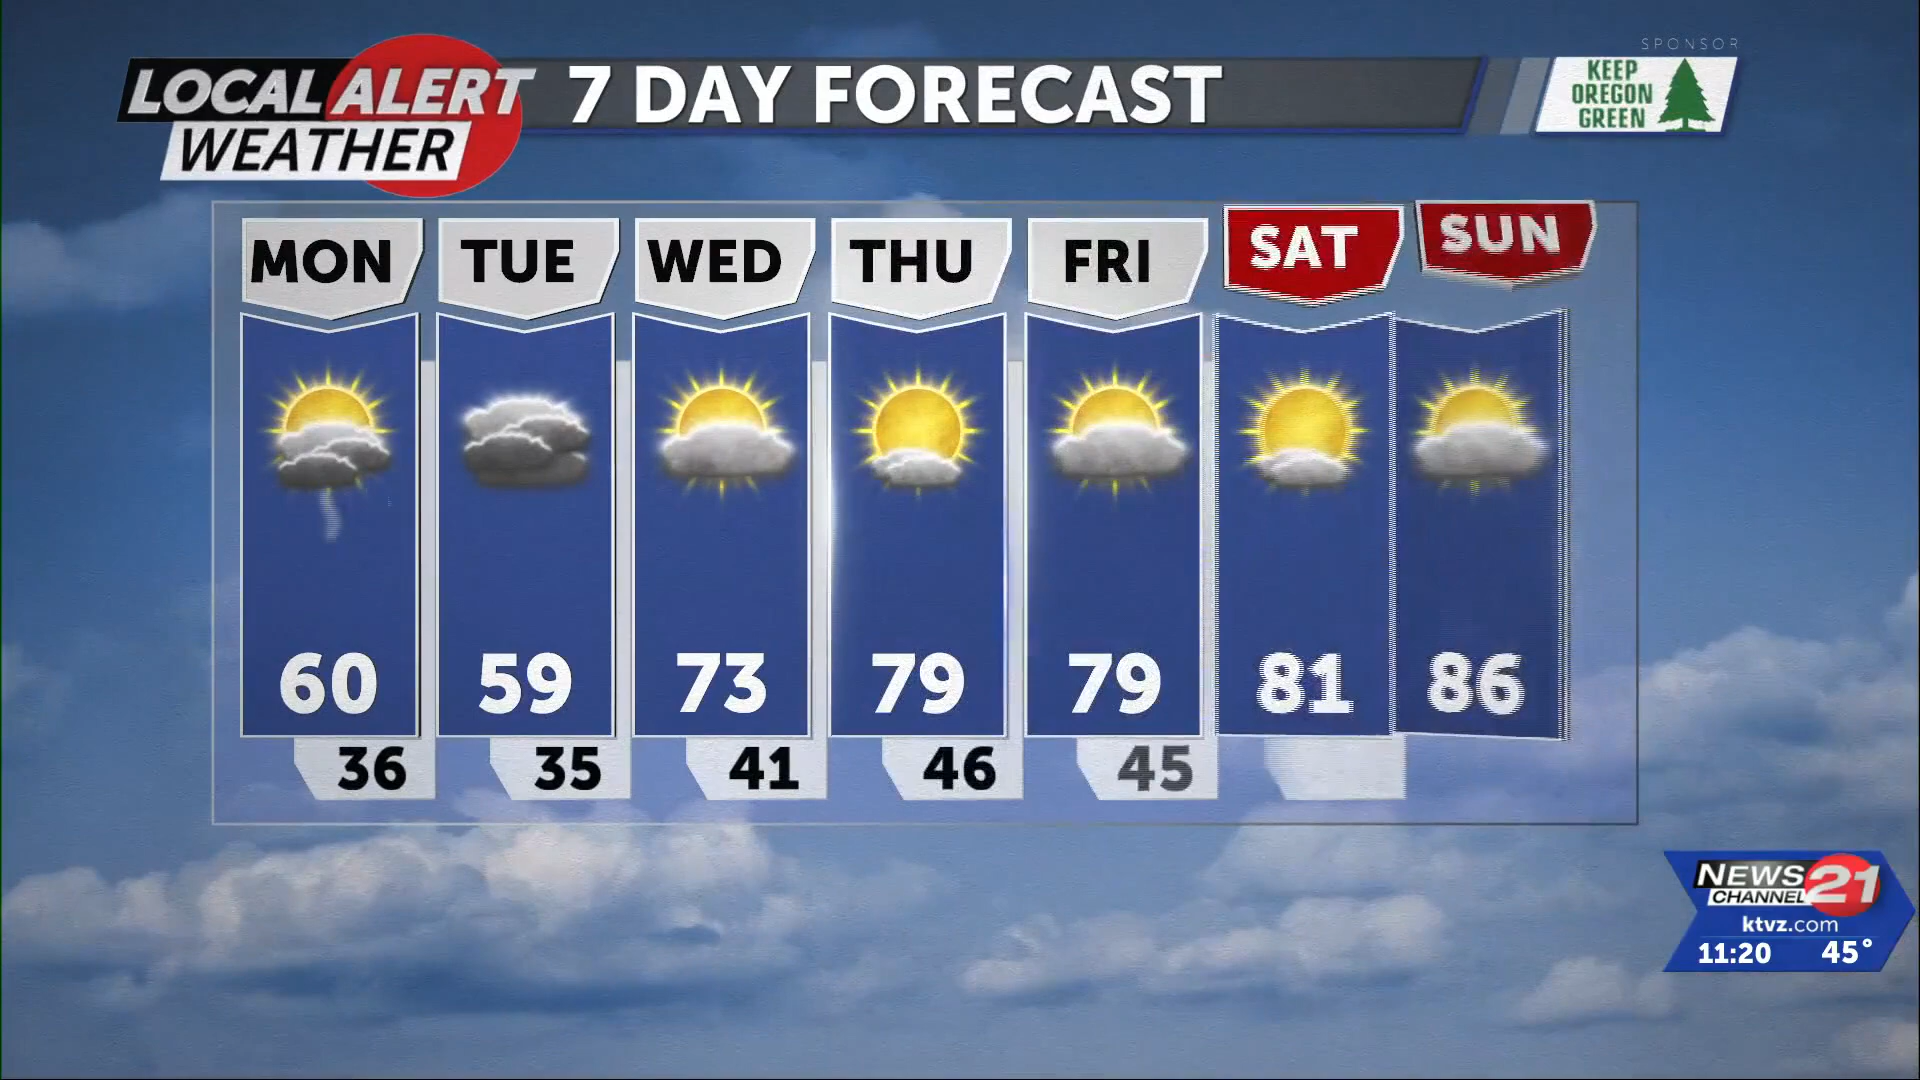 SPONSOR
LOCAL ALERT
WEATHER
7 DAY FORECAST
KEEP
OREGON
GREEN
MON TUE WED THU FRI SAT SUN
60 59 73 79 79 81 86
36 35 41 46 45
NEWS
CHANNEL 21
ktvz.com
11:20 45°